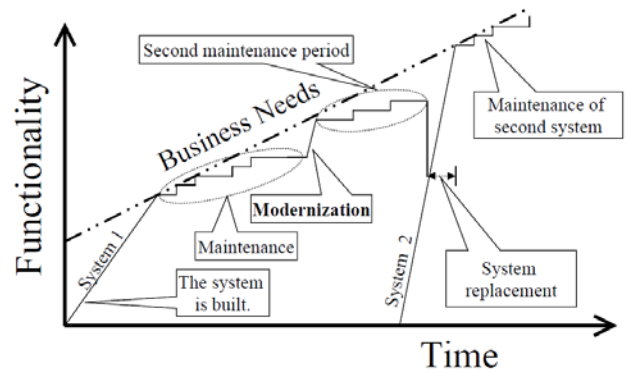 Second maintenance period
Functionality
Business Needs
Maintenance of
second system
Modernization
Maintenance
System 1
The system
is built.
System 2
System
replacement
Time